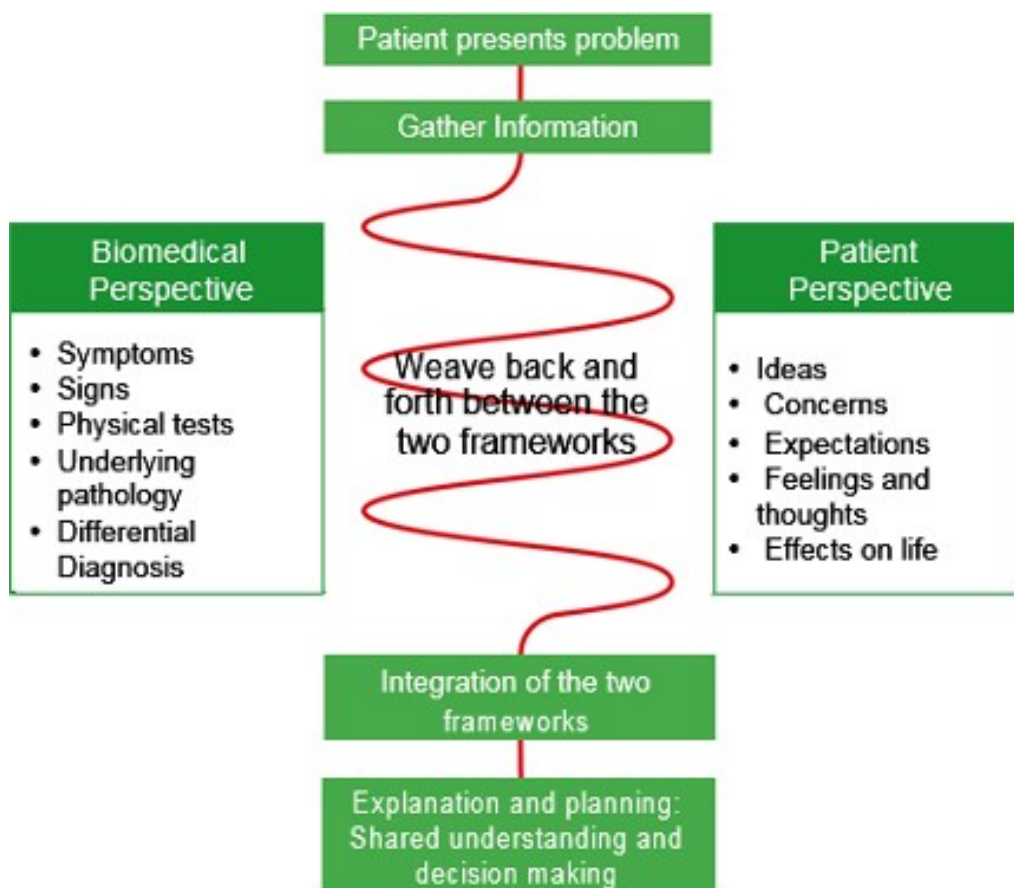 Patient presents problem
Gather Information
Biomedical
Perspective
• Symptoms
• Signs
• Physical tests
• Underlying
pathology
• Differential
Diagnosis
Weave back and
forth between the
two frameworks
Patient
Perspective
• Ideas
• Concerns
• Expectations
• Feelings and
thoughts
• Effects on life
Integration of the two
frameworks
Explanation and planning:
Shared understanding and
decision making